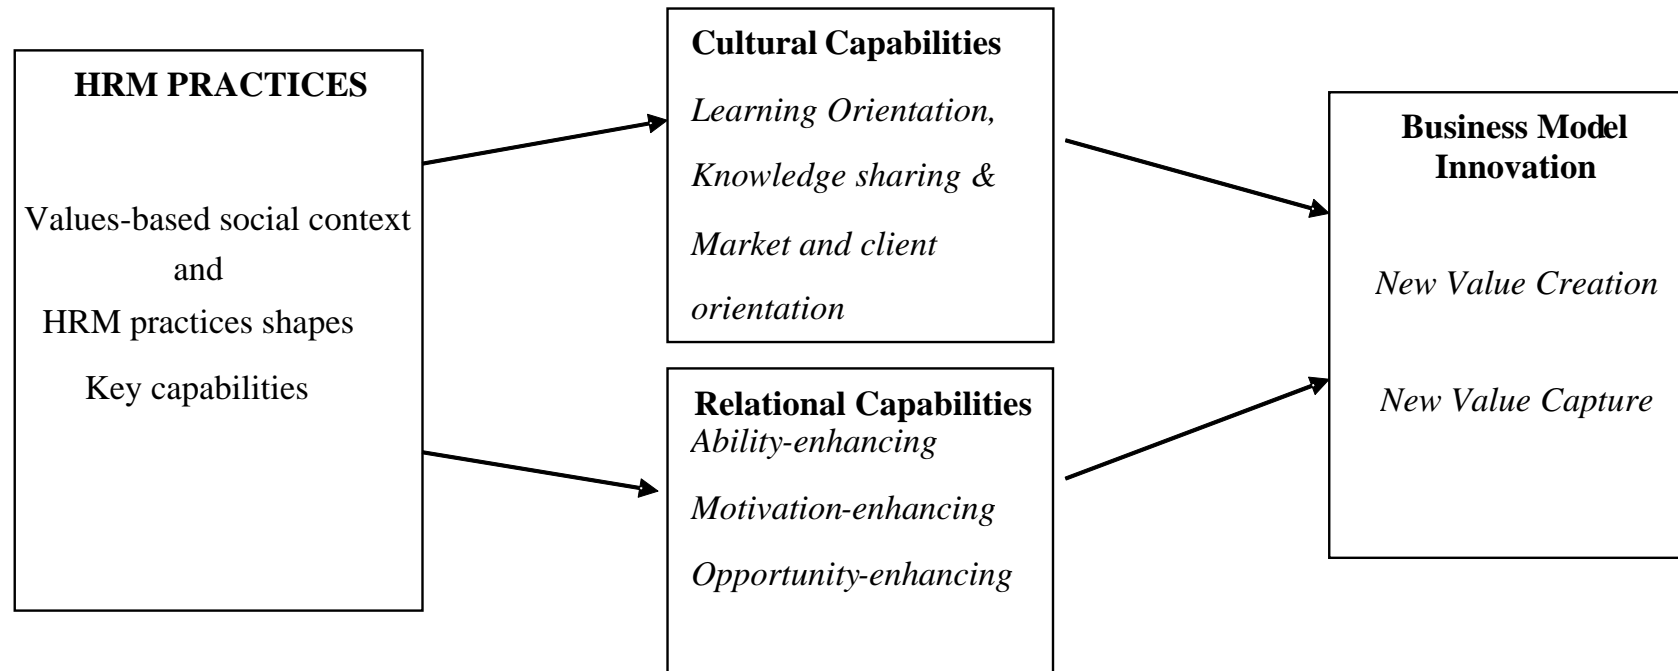 HRM PRACTICES
Values-based social context
and
HRM practices shapes
Key capabilities
Cultural Capabilities
Learning Orientation,
Knowledge sharing &
Market and client
orientation
Relational Capabilities
Ability-enhancing
Motivation-enhancing
Opportunity-enhancing
Business Model
Innovation
New Value Creation
New Value Capture